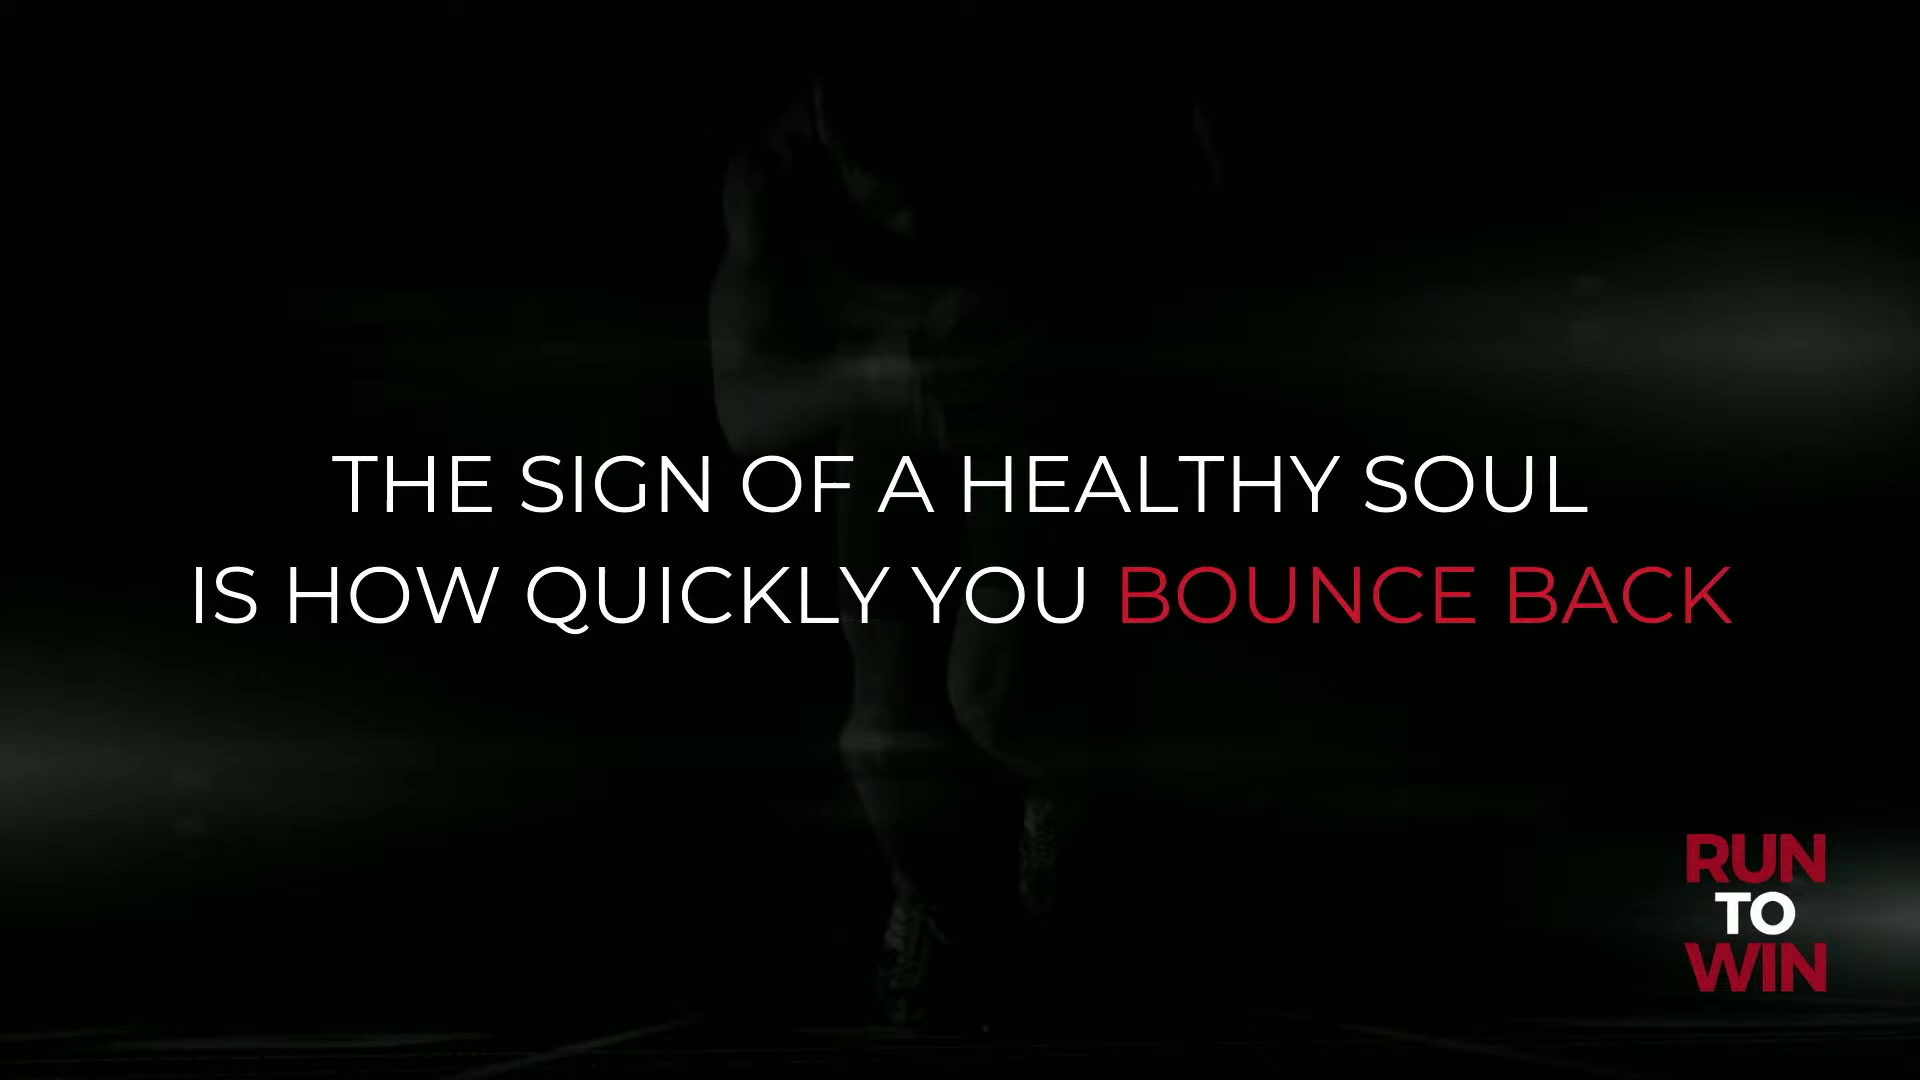 THE SIGN OF A HEALTHY SOUL
IS HOW QUICKLY YOU BOUNCE BACK
RUN
TO
WIN